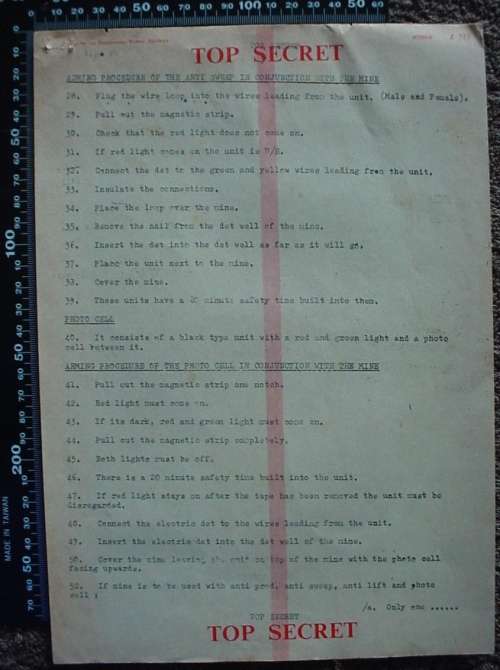 TOP SECRET
ARMING PROCEDURE OF THE ANTI SWEEP IN CONJUNCTION WITH THE MINE
28. Plug the wire loop into the wires leading from the unit. (Male and Female).
29. Pull out the magnetic strip.
30. Check that the red light does not come on.
31. If red light comes on the unit is U/S.
32. Connect the det to the green and yellow wires leading from the unit.
33. Insulate the connections.
34. Place the loop over the mine.
35. Remove the nail from the det well of the mine.
36. Insert the det into the det well as far as it will go.
37. Place the unit next to the mine.
38. Cover the mine.
39. These units have a 20 minute safety time built into them.
PHOTO CELL
40. It consists of a black type unit with a red and green light and a photo
cell between it.
ARMING PROCEDURE OF THE PHOTO CELL IN CONJUNCTION WITH THE MINE
41. Pull out the magnetic strip one notch.
42. Red light must come on.
43. If its dark, red and green light must come on.
44. Pull out the magnetic strip completely.
45. Both lights must be off.
46. There is a 20 minute safety time built into the unit.
47. If red light stays on after the tape has been removed the unit must be
disregarded.
48. Connect the electric det to the wires leading from the unit.
49. Insert the electric det into the det well of the mine.
50. Cover the mine leaving the unit on top of the mine with the photo cell
facing upwards.
52. If mine is to be used with anti prod, anti sweep, anti lift and photo
cell ;
/a. Only one ......
TOP SECRET
TOP SECRET
MADE IN TAIWAN